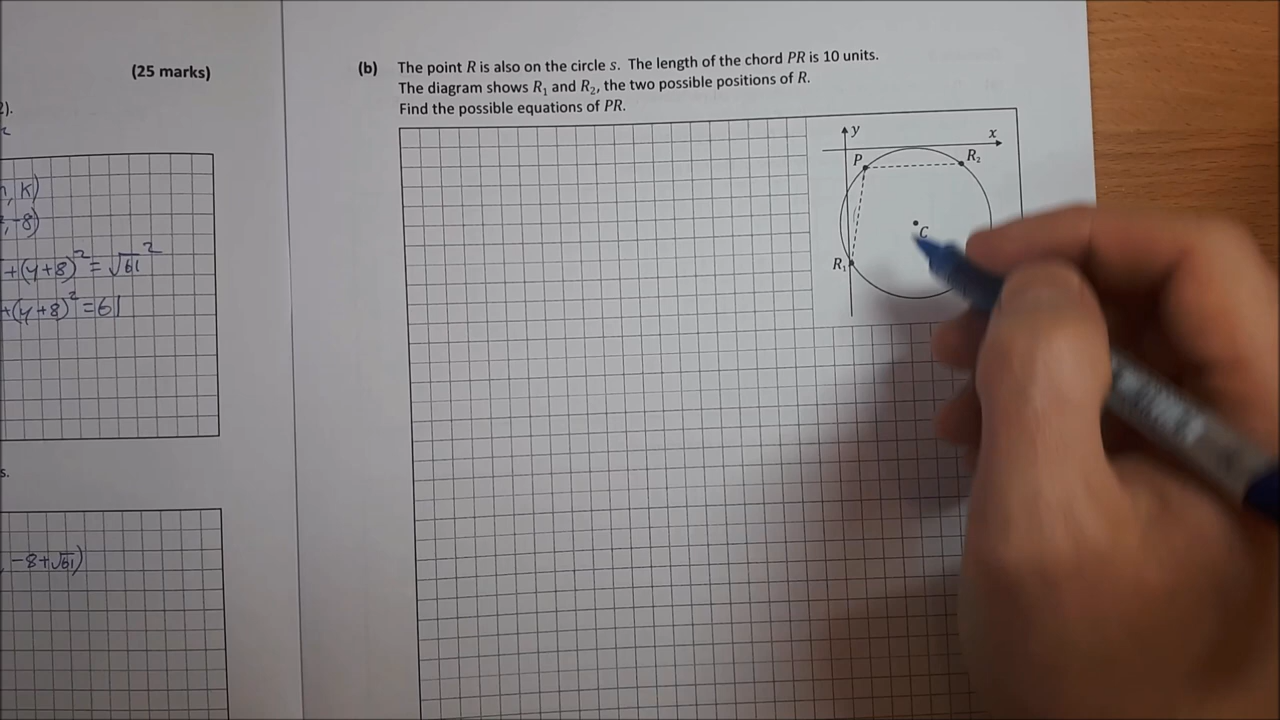 (25 marks)
2).
, K)
, -8)
+(y+8)² = √61²
+(y+8)² = 61
s.
, -8+√61)
(b) The point R is also on the circle s. The length of the chord PR is 10 units.
The diagram shows R₁ and R₂, the two possible positions of R.
Find the possible equations of PR.
y
x
P
R₂
C
R₁